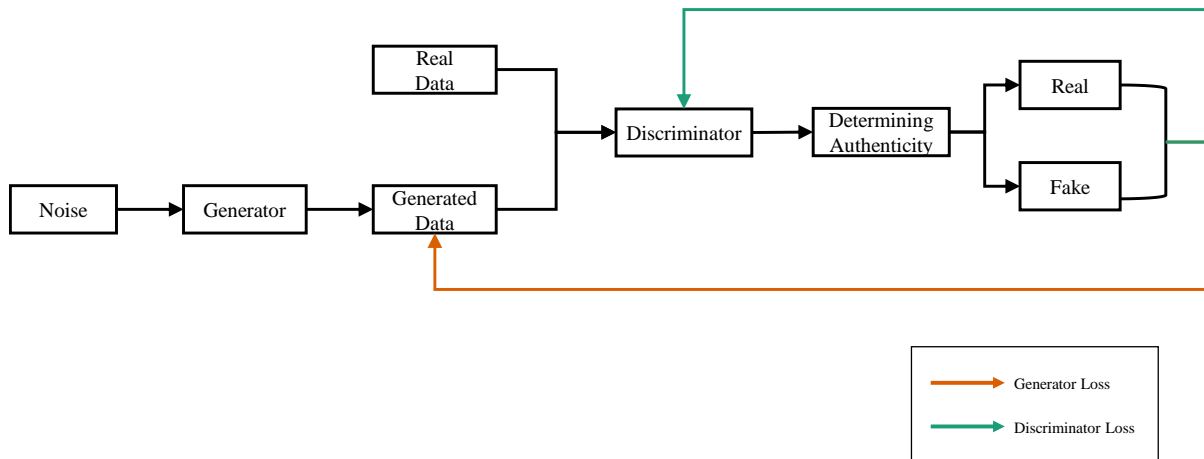 Real
Data
Real
Discriminator
Determining
Authenticity
Noise
Generator
Generated
Data
Fake
Generator Loss
Discriminator Loss